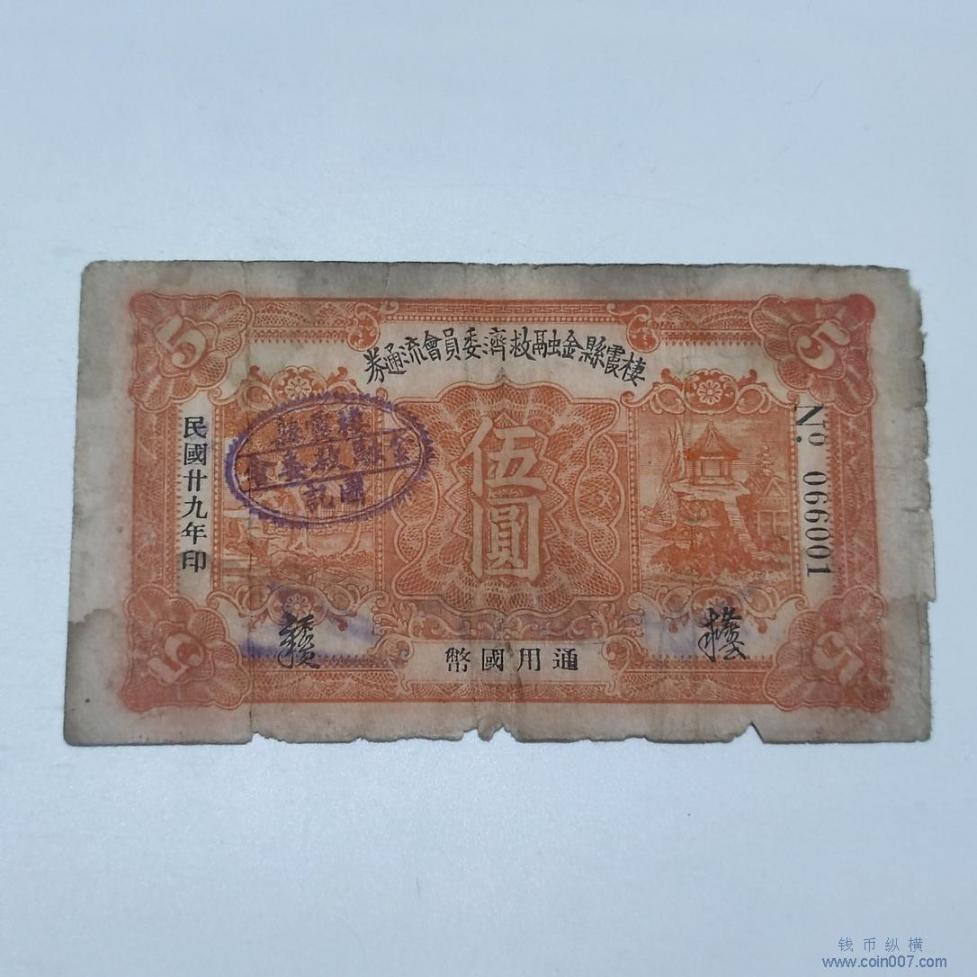 5
5
棲霞縣金融救濟委員會流通券
民國廿九年印
伍圓
No. 066001
通用國幣
5
5
钱币纵横
www.coin007.com